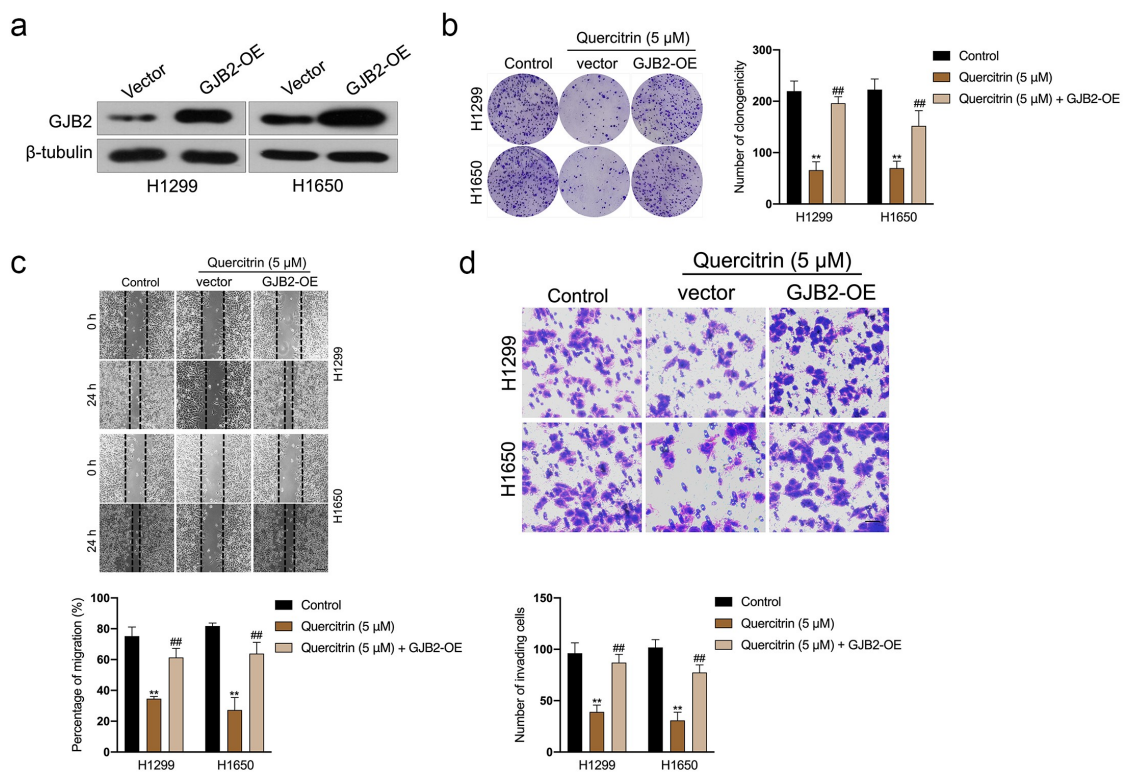 a
Vector
GJB2-OE
Vector
GJB2-OE
GJB2
β-tubulin
H1299
H1650
b
Quercitrin (5 μM)
Control
vector
GJB2-OE
H1299
H1650
Number of clonogenicity
300
200
100
0
**
##
**
##
H1299
H1650
Control
Quercitrin (5 μM)
Quercitrin (5 μM) + GJB2-OE
c
Quercitrin (5 μM)
Control
vector
GJB2-OE
0 h
24 h
H1299
0 h
24 h
H1650
Percentage of migration (%)
100
80
60
40
20
0
**
##
**
##
H1299
H1650
Control
Quercitrin (5 μM)
Quercitrin (5 μM) + GJB2-OE
d
Quercitrin (5 μM)
Control
vector
GJB2-OE
H1299
H1650
Number of invading cells
150
100
50
0
**
##
**
##
H1299
H1650
Control
Quercitrin (5 μM)
Quercitrin (5 μM) + GJB2-OE